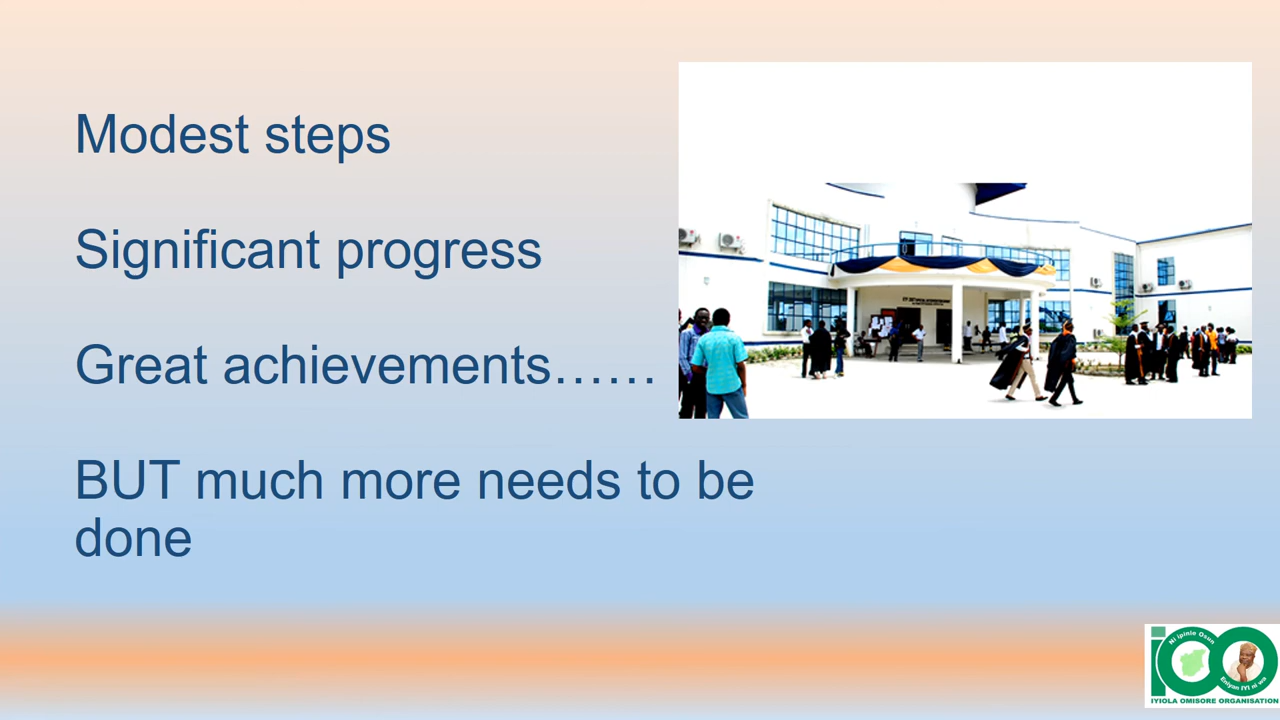 Modest steps
Significant progress
Great achievements……
BUT much more needs to be
done
Ni ipinle Osun
Eniyan IYI ni wa
IYIOLA OMISORE ORGANISATION